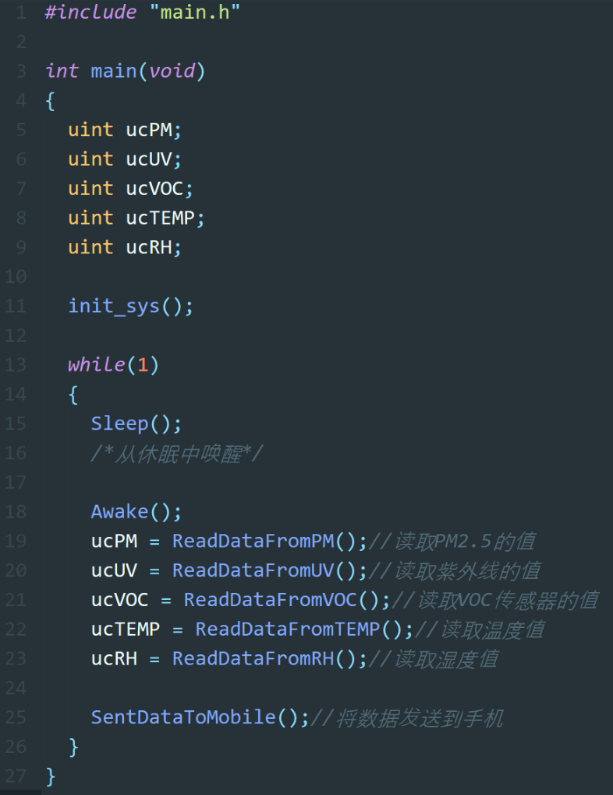 1 #include "main.h"
2
3 int main(void)
4 {
5 uint ucPM;
6 uint ucUV;
7 uint ucVOC;
8 uint ucTEMP;
9 uint ucRH;
10
11 init_sys();
12
13 while(1)
14 {
15 Sleep();
16 /*从休眠中唤醒*/
17
18 Awake();
19 ucPM = ReadDataFromPM();//读取PM2.5的值
20 ucUV = ReadDataFromUV();//读取紫外线的值
21 ucVOC = ReadDataFromVOC();//读取VOC传感器的值
22 ucTEMP = ReadDataFromTEMP();//读取温度值
23 ucRH = ReadDataFromRH();//读取湿度值
24
25 SentDataToMobile();//将数据发送到手机
26 }
27 }